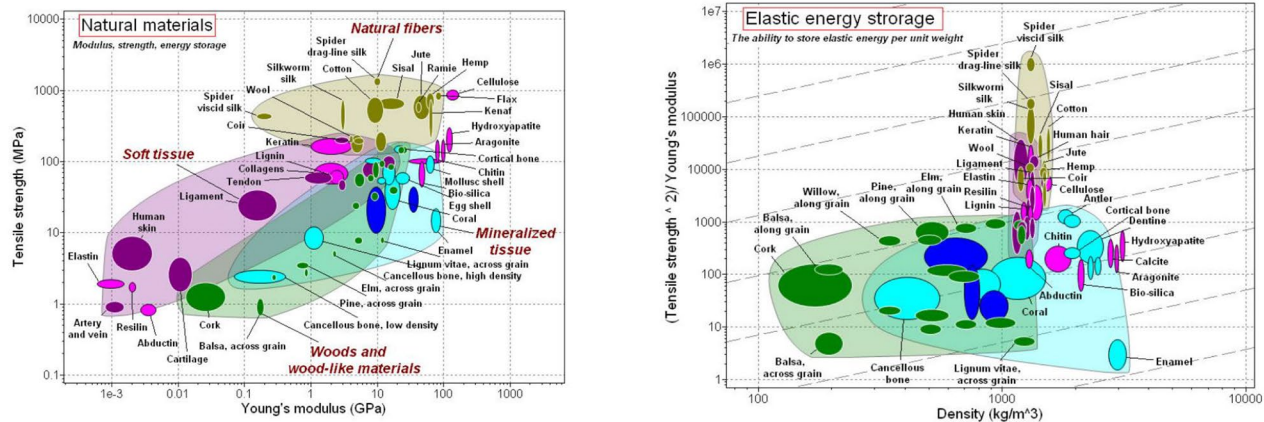 Natural materials
Modulus, strength, energy storage
Natural fibers
Spider
drag-line silk
Jute
Ramie
Hemp
Silkworm
silk
Cotton
Sisal
Cellulose
Wool
Flax
Spider
viscid silk
Kenaf
Coir
Hydroxyapatite
Keratin
Aragonite
Soft tissue
Lignin
Cortical bone
Collagens
Chitin
Tendon
Mollusc shell
Ligament
Bio-silica
Egg shell
Human
skin
Coral
Mineralized
tissue
Elastin
Enamel
Lignum vitae, across grain
Cancellous bone, high density
Elm, across grain
Pine, across grain
Cancellous bone, low density
Artery
and vein
Resilin
Abductin
Cartilage
Cork
Balsa, across grain
Woods and
wood-like materials
Tensile strength (MPa)
10000
1000
100
10
1
0.1
1e-3
0.01
0.1
1
10
100
1000
Young's modulus (GPa)
Elastic energy strorage
The ability to store elastic energy per unit weight
Spider
viscid silk
Spider
drag-line silk
Silkworm
silk
Sisal
Human skin
Cotton
Keratin
Human hair
Wool
Jute
Ligament
Hemp
Elastin
Coir
Resilin
Cellulose
Lignin
Antler
Willow,
along grain
Pine,
along grain
Elm,
along grain
Cortical bone
Dentine
Balsa,
along grain
Chitin
Hydroxyapatite
Cork
Calcite
Aragonite
Abductin
Bio-silica
Coral
Balsa,
across grain
Cancellous
bone
Lignum vitae,
across grain
Enamel
(Tensile strength ^ 2)/ Young's modulus
1e7
1e6
100000
10000
1000
100
10
1
100
1000
10000
Density (kg/m^3)